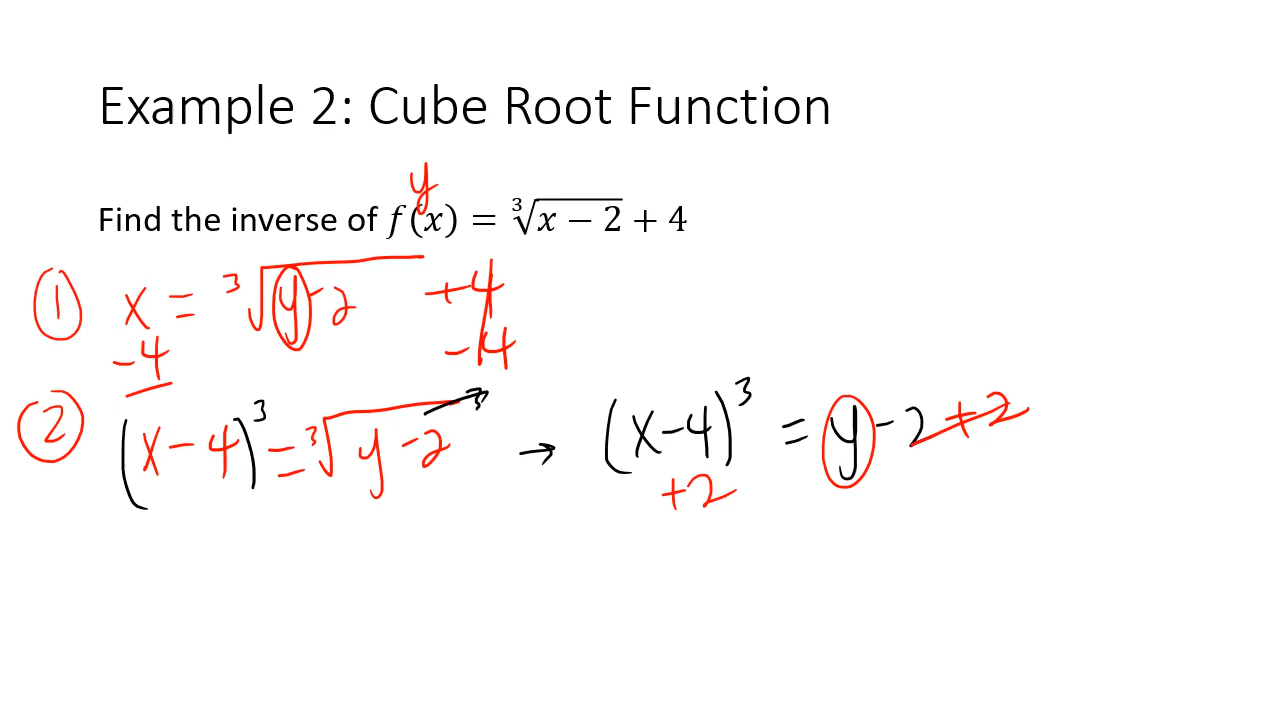 Example 2: Cube Root Function
y
Find the inverse of f(x) = ∛(x − 2) + 4
① x = ∛(y-2) +4
-4 -4
② (x-4)³ = ∛(y-2)³ → (x-4)³ = y-2+2
+2